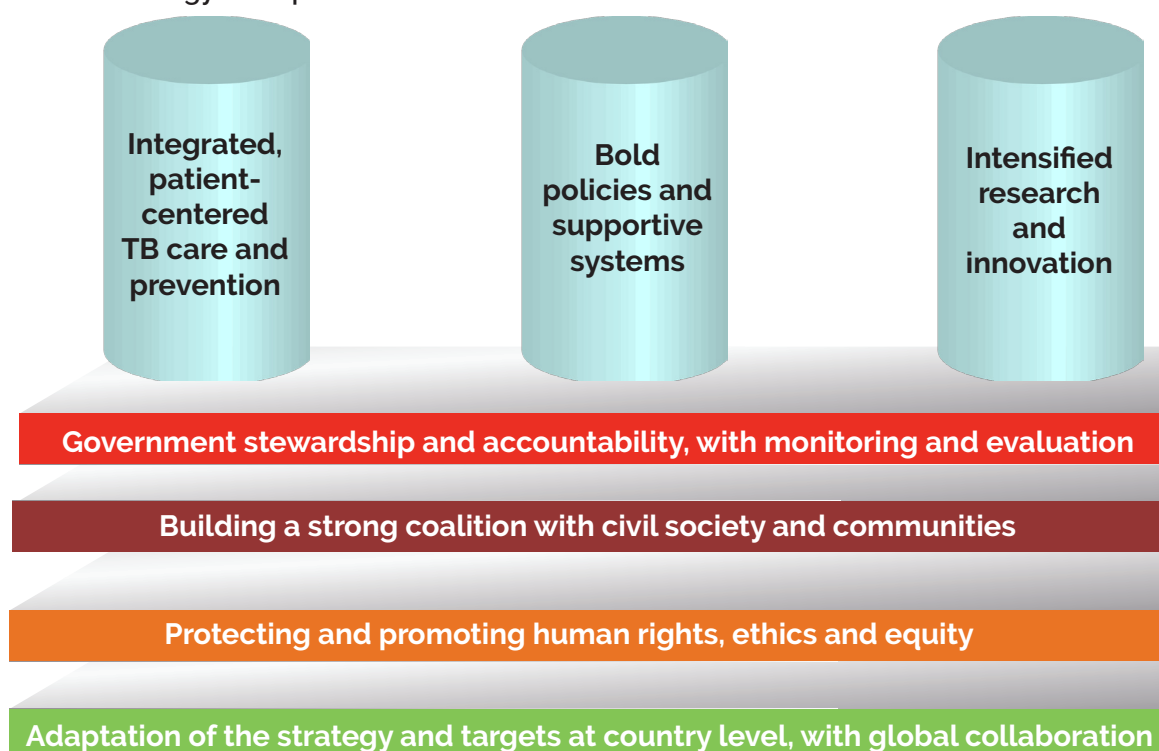 Integrated,
patient-
centered
TB care and
prevention
Bold
policies and
supportive
systems
Intensified
research
and
innovation
Government stewardship and accountability, with monitoring and evaluation
Building a strong coalition with civil society and communities
Protecting and promoting human rights, ethics and equity
Adaptation of the strategy and targets at country level, with global collaboration